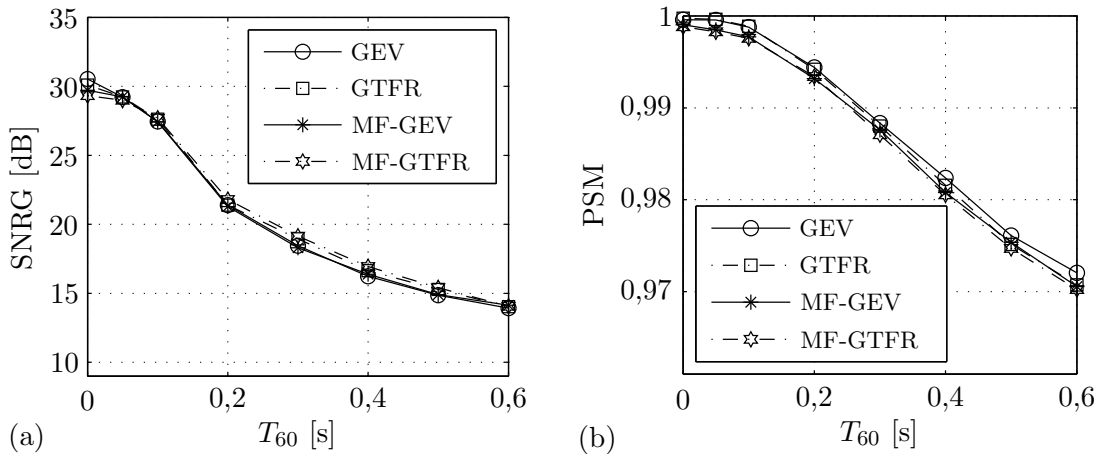 35
30
25
20
15
10
SNRG [dB]
GEV
GTFR
MF-GEV
MF-GTFR
0
0,2
0,4
0,6
T60 [s]
(a)
1
0,99
0,98
0,97
PSM
GEV
GTFR
MF-GEV
MF-GTFR
0
0,2
0,4
0,6
T60 [s]
(b)